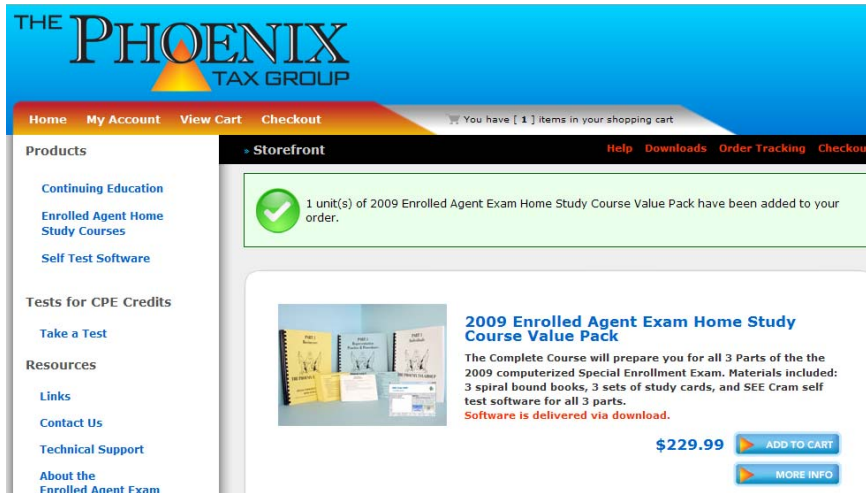 THE PHOENIX
TAX GROUP
Home My Account View Cart Checkout
You have [ 1 ] items in your shopping cart
Products
Continuing Education
Enrolled Agent Home
Study Courses
Self Test Software
Tests for CPE Credits
Take a Test
Resources
Links
Contact Us
Technical Support
About the
Enrolled Agent Exam
» Storefront
Help Downloads Order Tracking Checkou
1 unit(s) of 2009 Enrolled Agent Exam Home Study Course Value Pack have been added to your
order.
2009 Enrolled Agent Exam Home Study
Course Value Pack
The Complete Course will prepare you for all 3 Parts of the the
2009 computerized Special Enrollment Exam. Materials included:
3 spiral bound books, 3 sets of study cards, and SEE Cram self
test software for all 3 parts.
Software is delivered via download.
$229.99 ADD TO CART
MORE INFO